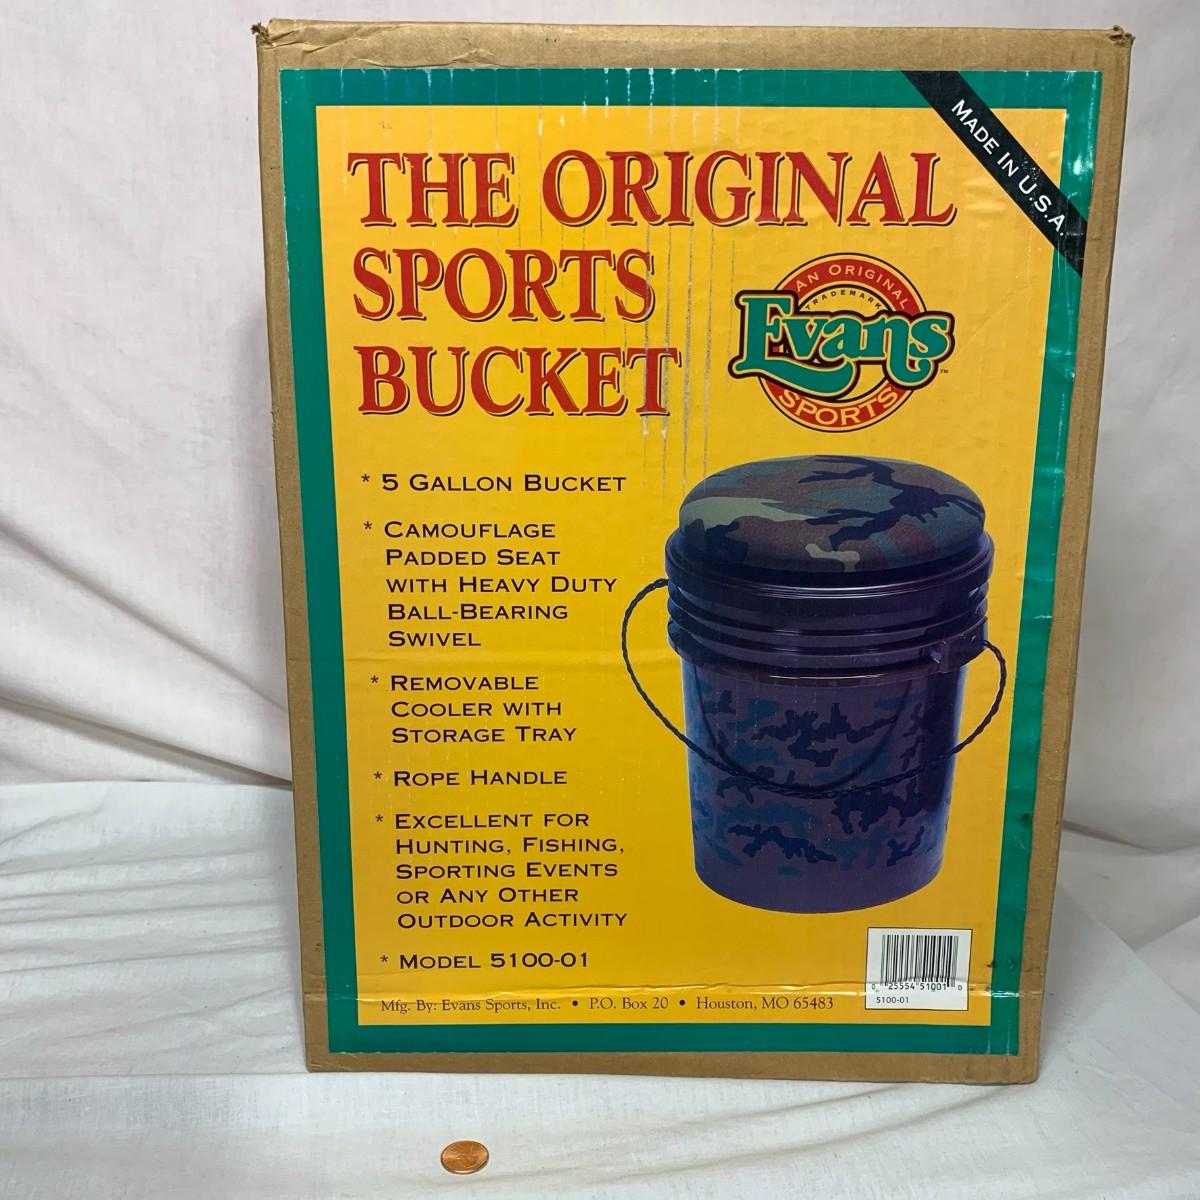 MADE IN U.S.A.
THE ORIGINAL
SPORTS
BUCKET
AN ORIGINAL
TRADEMARK
Evans
TM
SPORTS
* 5 GALLON BUCKET
* CAMOUFLAGE
PADDED SEAT
WITH HEAVY DUTY
BALL-BEARING
SWIVEL
* REMOVABLE
COOLER WITH
STORAGE TRAY
* ROPE HANDLE
* EXCELLENT FOR
HUNTING, FISHING,
SPORTING EVENTS
OR ANY OTHER
OUTDOOR ACTIVITY
* MODEL 5100-01
0 25554 51001 0
5100-01
Mfg. By: Evans Sports, Inc. • P.O. Box 20 • Houston, MO 65483